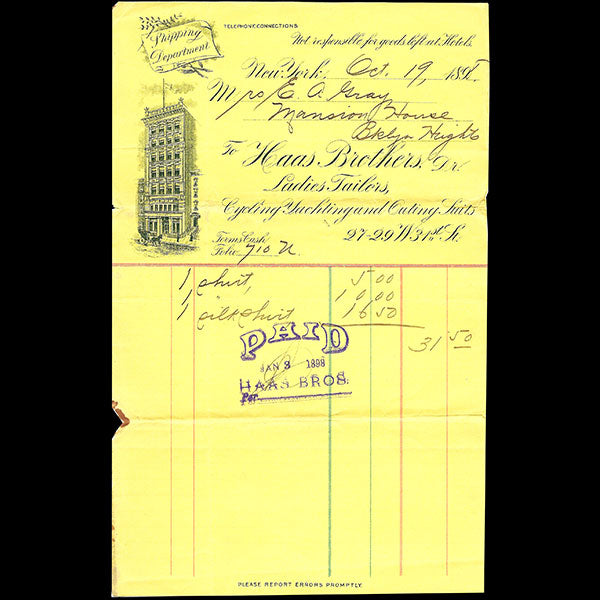 Shipping
Department
TELEPHONE CONNECTIONS.
Not responsible for goods left at Hotels.
New York, Oct. 19, 189
Mrs E. A. Gray
Mansion House
Bklyn Heights
To Haas Brothers, Dr.
Ladies Tailors,
Cycling, Yachting and Outing Suits
27-29 W. 31st St.
Terms Cash
Folio 710 N
1 Shirt, 5 00
1 10 00
1 silk shirt 16 50
31 50
PAID
JAN 3 1898
HAAS BROS.
Per
PLEASE REPORT ERRORS PROMPTLY.